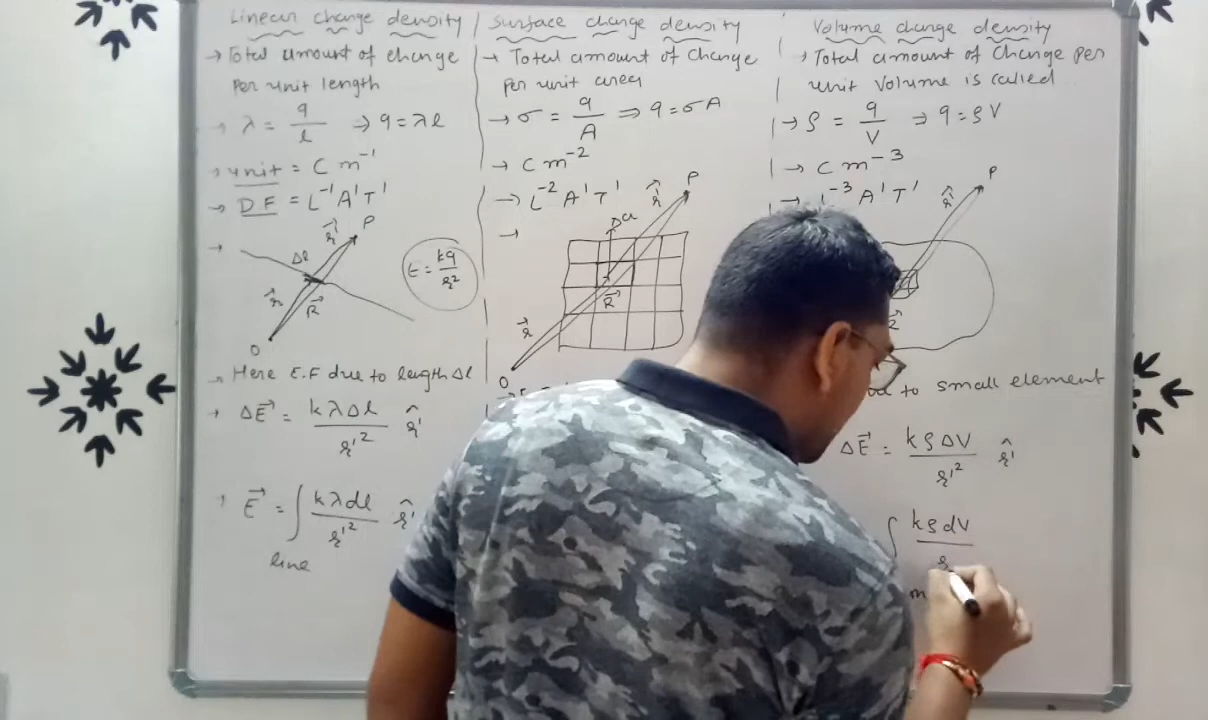 Linear charge density
→ Total amount of charge
Per unit length
→ λ = q/l ⇒ q = λl
→ unit = C m⁻¹
→ D.F = L⁻¹A¹T¹
→
P
r⃗'
Δl
r⃗
R⃗
O
E = kq/r²
→ Here E.F due to length Δl
→ ΔE⃗ = kλΔl/r'² r̂'
→ E⃗ = ∫ kλdl/r'² r̂'
line
Surface charge density
→ Total amount of charge
Per unit area
→ σ = q/A ⇒ q = σA
→ C m⁻²
→ L⁻²A¹T¹
→
P
r⃗'
Δa
R⃗
r⃗
O
Volume charge density
→ Total amount of charge per
unit volume is called
→ ρ = q/V ⇒ q = ρV
→ C m⁻³
⁻³A¹T¹
P
r⃗'
to small element
ΔE⃗ = kρΔV/r'² r̂'
∫ kρdV/r